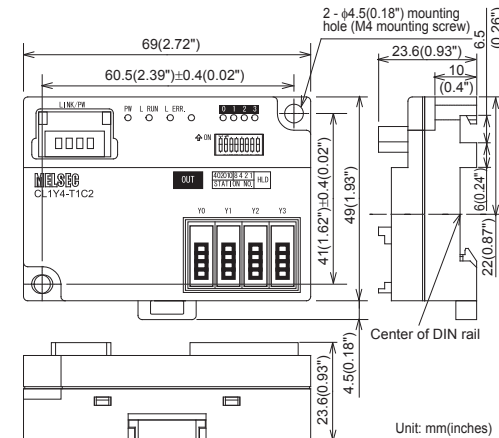 2 - ϕ4.5(0.18") mounting
hole (M4 mounting screw)
69(2.72")
60.5(2.39")±0.4(0.02")
23.6(0.93")
6.5
(0.26")
10
(0.4")
LINK/PW
PW L RUN L ERR.
0 1 2 3
ON
MELSEC
CL1Y4-T1C2
OUT
402010 8 4 2 1
STATION NO.
HLD
Y0 Y1 Y2 Y3
41(1.62")±0.4(0.02")
49(1.93")
6(0.24")
22(0.87")
Center of DIN rail
4.5(0.18")
23.6(0.93")
Unit: mm(inches)